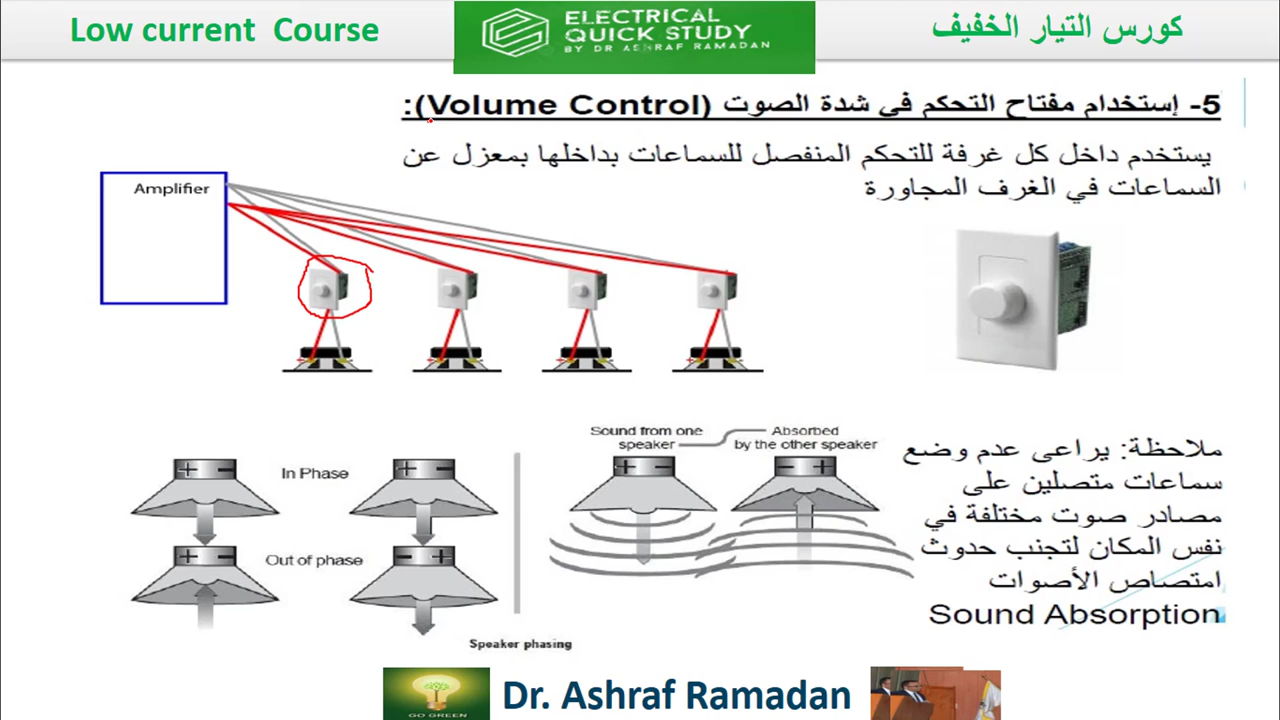 Low current Course
ELECTRICAL
QUICK STUDY
BY DR ASHRAF RAMADAN
كورس التيار الخفيف
5- إستخدام مفتاح التحكم في شدة الصوت (Volume Control):
يستخدم داخل كل غرفة للتحكم المنفصل للسماعات بداخلها بمعزل عن
السماعات في الغرف المجاورة
Amplifier
Sound from one
speaker
Absorbed
by the other speaker
+ -
In Phase
+ -
+ -
Out of phase
- +
+ -
- +
Speaker phasing
ملاحظة: يراعى عدم وضع
سماعات متصلين على
مصادر صوت مختلفة في
نفس المكان لتجنب حدوث
امتصاص الأصوات
Sound Absorption
GO GREEN
Dr. Ashraf Ramadan